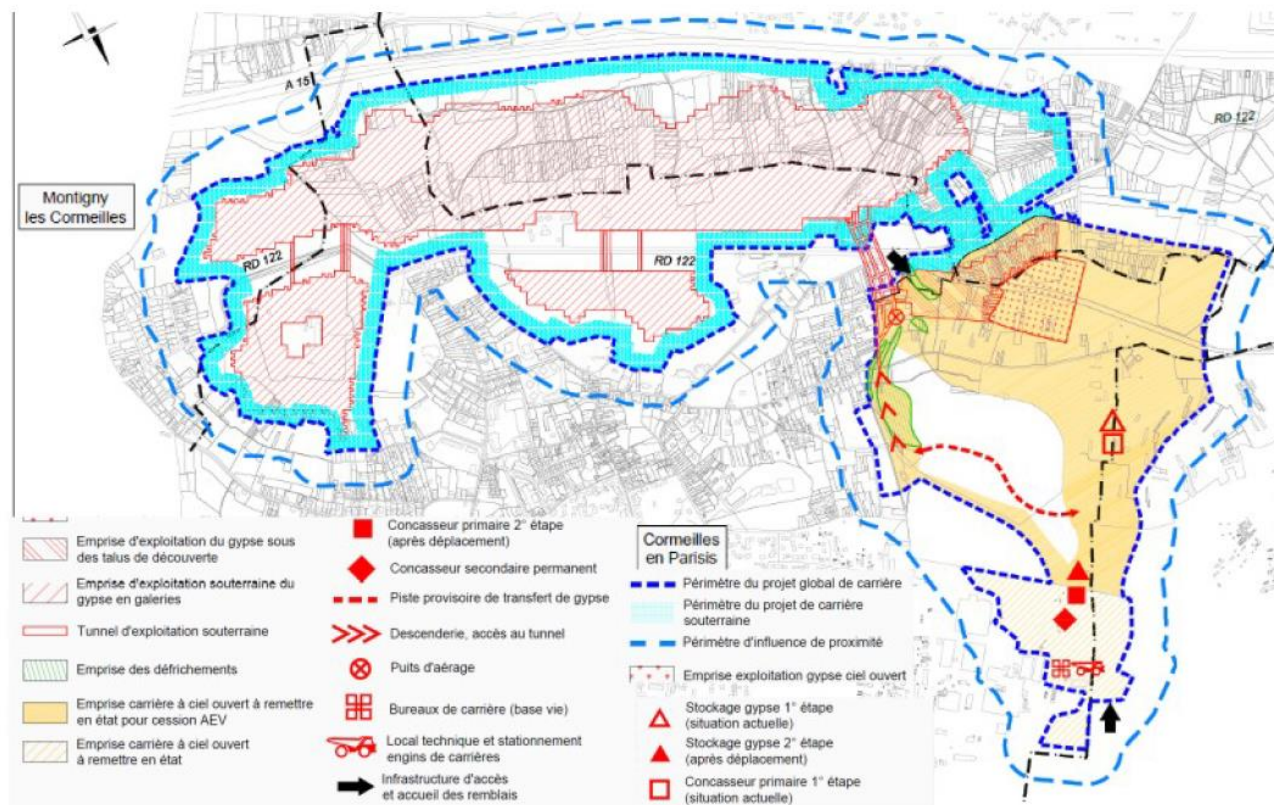 A 15
RD 122
Montigny
les Cormeilles
RD 122
RD 122
Emprise d'exploitation du gypse sous
des talus de découverte
Emprise d'exploitation souterraine du
gypse en galeries
Tunnel d'exploitation souterraine
Emprise des défrichements
Emprise carrière à ciel ouvert à remettre
en état pour cession AEV
Emprise carrière à ciel ouvert
à remettre en état
Concasseur primaire 2° étape
(après déplacement)
Concasseur secondaire permanent
Piste provisoire de transfert de gypse
Descenderie, accès au tunnel
Puits d'aérage
Bureaux de carrière (base vie)
Local technique et stationnement
engins de carrières
Infrastructure d'accès
et accueil des remblais
Cormeilles
en Parisis
Périmètre du projet global de carrière
Périmètre du projet de carrière
souterraine
Périmètre d'influence de proximité
Emprise exploitation gypse ciel ouvert
Stockage gypse 1° étape
(situation actuelle)
Stockage gypse 2° étape
(après déplacement)
Concasseur primaire 1° étape
(situation actuelle)